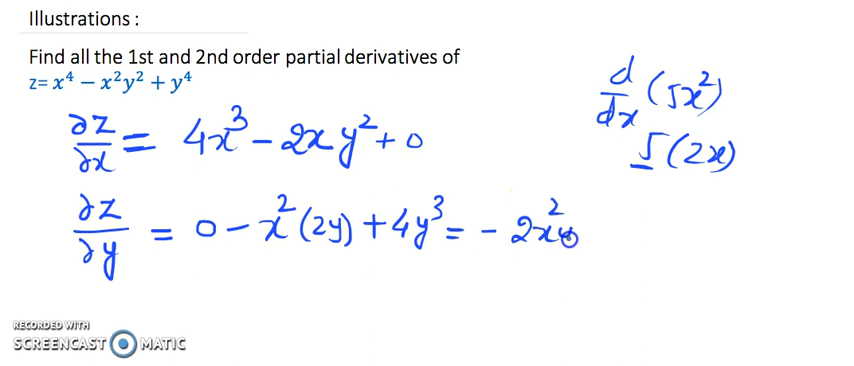 Illustrations :
Find all the 1st and 2nd order partial derivatives of
z= x⁴ − x²y² + y⁴
d/dx (5x²)
5(2x)
∂z/∂x = 4x³ − 2xy² + 0
∂z/∂y = 0 − x²(2y) + 4y³ = − 2x²y
RECORDED WITH
SCREENCAST MATIC